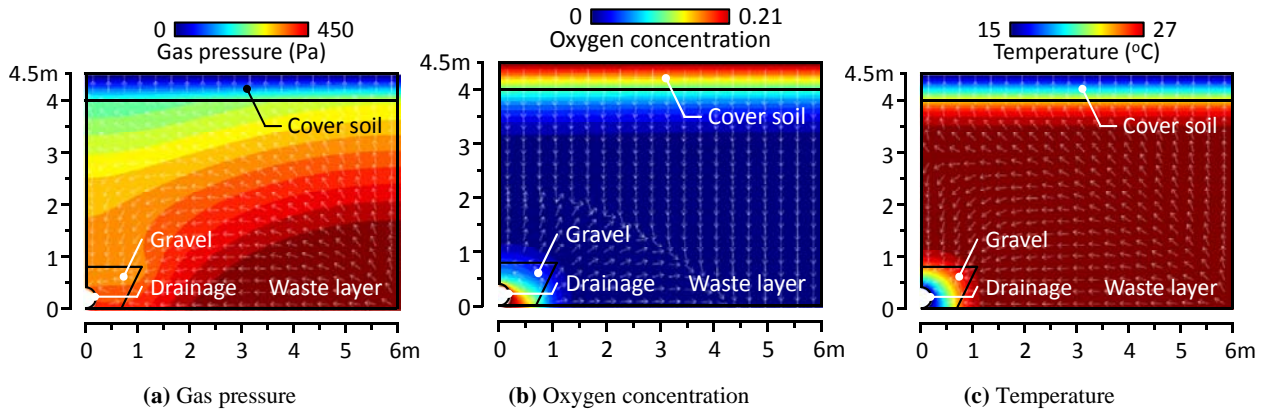 0 450
Gas pressure (Pa)
4.5m
4
3
2
1
0
Cover soil
Gravel
Drainage Waste layer
0 1 2 3 4 5 6m
(a) Gas pressure
0 0.21
Oxygen concentration
4.5m
4
3
2
1
0
Cover soil
Gravel
Drainage Waste layer
0 1 2 3 4 5 6m
(b) Oxygen concentration
15 27
Temperature (°C)
4.5m
4
3
2
1
0
Cover soil
Gravel
Drainage Waste layer
0 1 2 3 4 5 6m
(c) Temperature